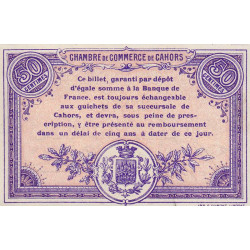 CHAMBRE DE COMMERCE DE CAHORS
50 CENTIMES
50 CENTIMES
Ce billet, garanti par dépôt
d'égale somme à la Banque de
France, est toujours échangeable
aux guichets de sa succursale de
Cahors, et devra, sous peine de pres-
cription, y être présenté au remboursement
dans un délai de cinq ans à dater de ce jour.